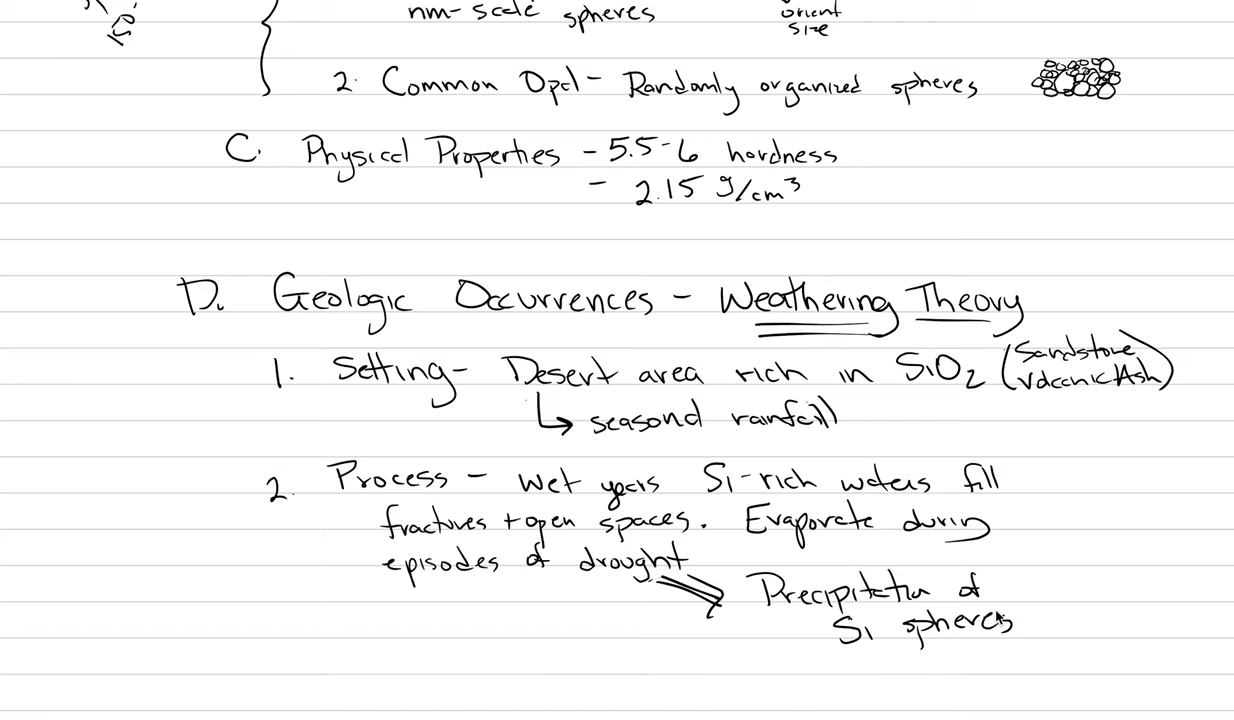 nm-scale spheres orient
size
2. Common Opal - Randomly organized spheres
C. Physical Properties - 5.5-6 hardness
- 2.15 g/cm³
D. Geologic Occurrences - Weathering Theory
1. Setting - Desert area rich in SiO2 (Sandstone
Volcanic Ash)
↳ seasonal rainfall
2. Process - wet years Si-rich waters fill
fractures + open spaces. Evaporate during
episodes of drought
Precipitation of
Si spheres